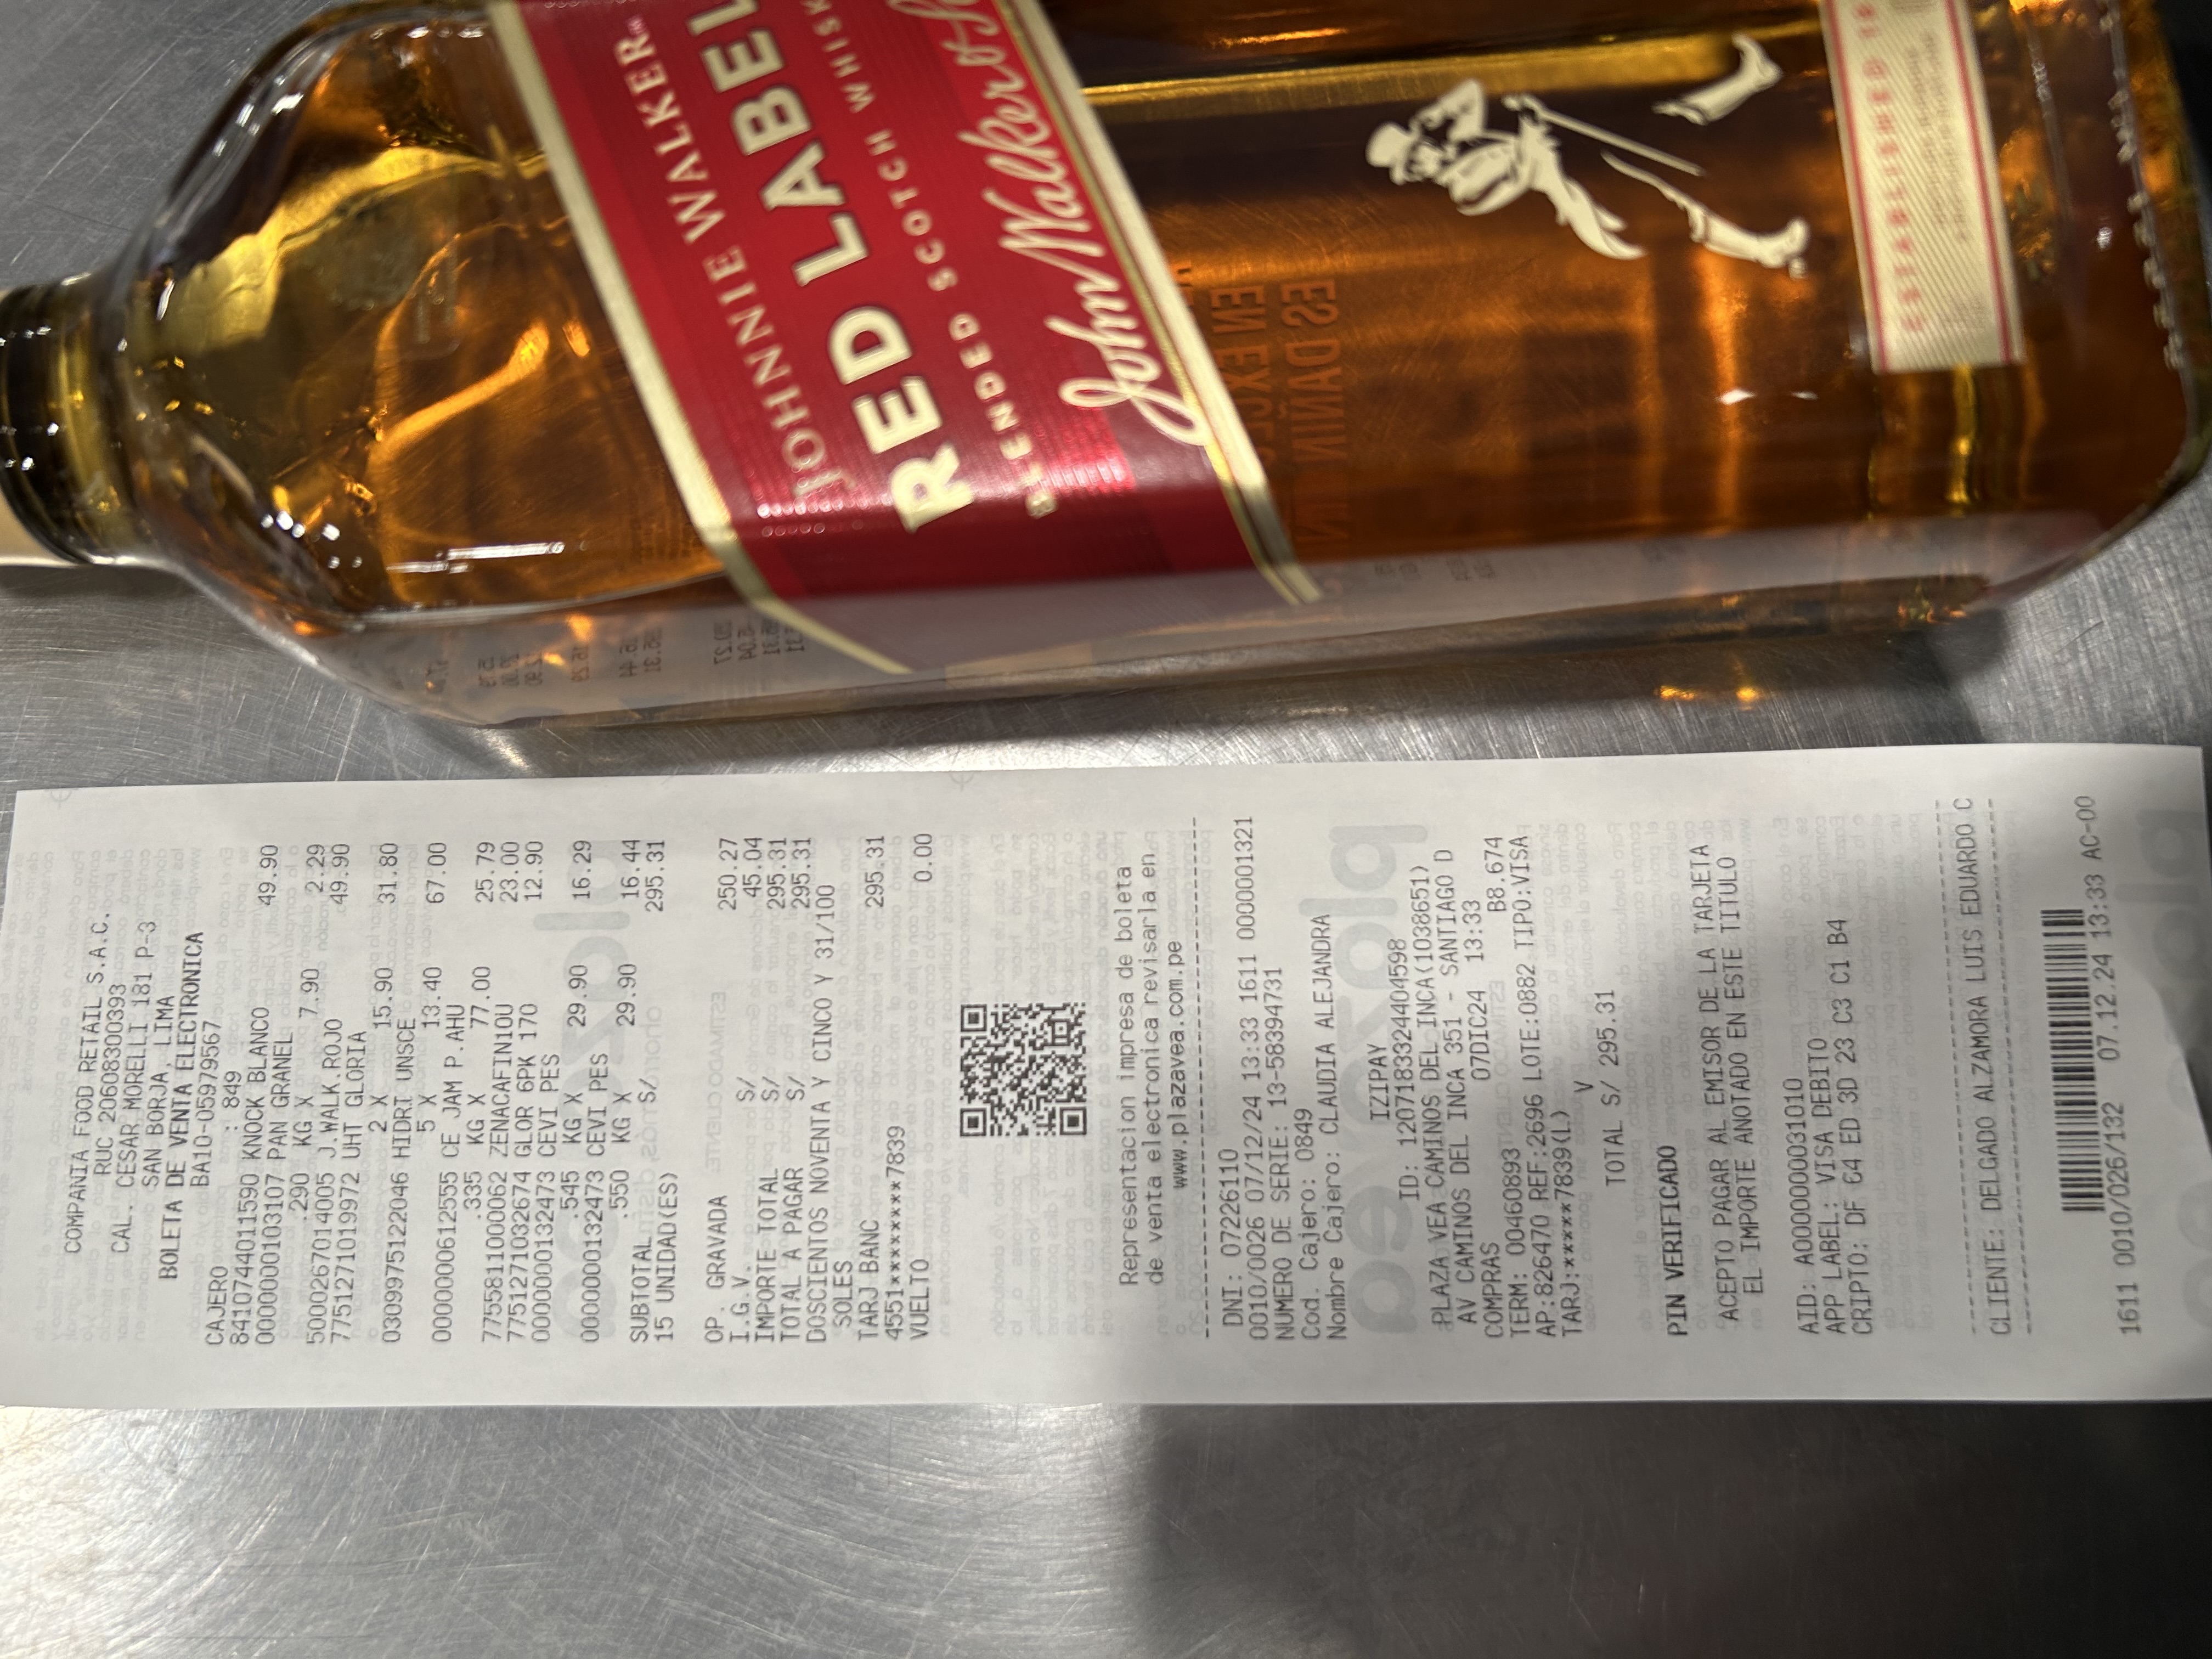 COMPANIA FOOD RETAIL S.A.C.
RUC 20608300393
CAL. CESAR MORELLI 181 P-3
SAN BORJA, LIMA
BOLETA DE VENTA ELECTRONICA
BA10-05979567
CAJERO : 849
8410744011590 KNOCK BLANCO 49.90
0000000103107 PAN GRANEL
.290 KG X 7.90 2.29
5000267014005 J.WALK.ROJO 49.90
7751271019972 UHT GLORIA
2 X 15.90 31.80
0309975122046 HIDRT UNSCE
5 X 13.40 67.00
0000000612555 CE JAM P.AHU
.335 KG X 77.00 25.79
7755811000062 ZENACAFIN10U 23.00
7751271032674 GLOR 6PK 170 12.90
0000000132473 CEVI PES
.545 KG X 29.90 16.29
0000000132473 CEVI PES
.550 KG X 29.90 16.44
SUBTOTAL S/ 295.31
15 UNIDAD(ES)
OP. GRAVADA 250.27
I.G.V. S/ 45.04
IMPORTE TOTAL S/ 295.31
TOTAL A PAGAR S/ 295.31
DOSCIENTOS NOVENTA Y CINCO Y 31/100
SOLES
TARJ BANC 295.31
4551********7839
VUELTO 0.00
Representacion impresa de boleta
de venta electronica revisarla en
www.plazavea.com.pe
DNI: 07226110
0010/0026 07/12/24 13:33 1611 0000001321
NUMERO DE SERIE: 13-58394731
Cod. Cajero: 0849
Nombre Cajero: CLAUDIA ALEJANDRA
IZIPAY
ID: 1207183324404598
PLAZA VEA CAMINOS DEL INCA(1038651)
AV CAMINOS DEL INCA 351 - SANTIAGO D
COMPRAS 07DIC24 13:33
TERM: 00460893 B8.674
AP:826470 REF:2696 LOTE:0882 TIPO:VISA
TARJ:*****7839(L)
V
TOTAL S/ 295.31
PIN VERIFICADO
ACEPTO PAGAR AL EMISOR DE LA TARJETA
EL IMPORTE ANOTADO EN ESTE TITULO
AID: A0000000031010
APP LABEL: VISA DEBITO
CRIPTO: DF 64 ED 3D 23 C3 C1 B4
CLIENTE: DELGADO ALZAMORA LUIS EDUARDO C
1611 0010/026/132 07.12.24 13:33 AC-00
JOHNNIE WALKER
RED LABEL
BLENDED SCOTCH WHISK
John Walker &
ESTABLISHED